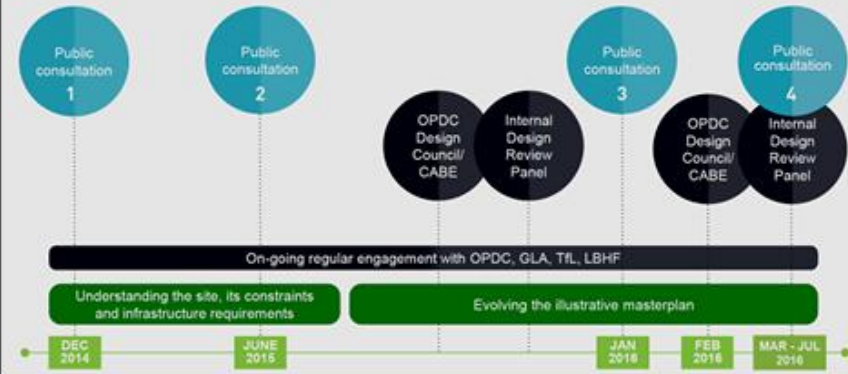 Public
consultation
1
Public
consultation
2
Public
consultation
3
Public
consultation
4
OPDC
Design
Council/
CABE
Internal
Design
Review
Panel
OPDC
Design
Council/
CABE
Internal
Design
Review
Panel
On-going regular engagement with OPDC, GLA, TfL, LBHF
Understanding the site, its constraints
and infrastructure requirements
Evolving the illustrative masterplan
DEC
2014
JUNE
2015
JAN
2016
FEB
2016
MAR - JUL
2016